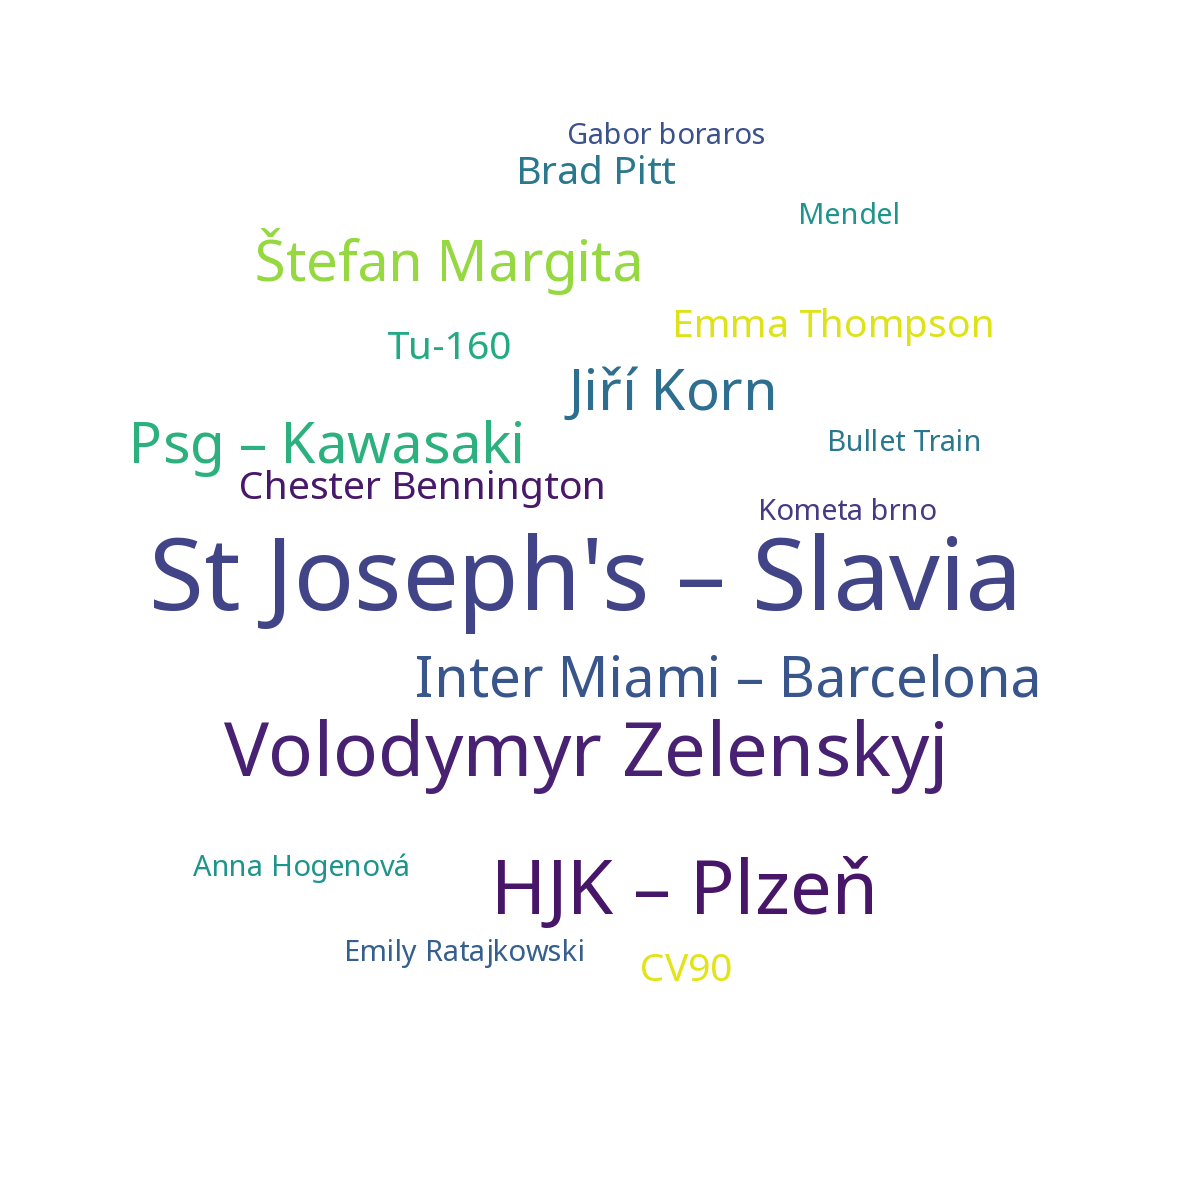 Gabor boraros
Brad Pitt
Mendel
Štefan Margita
Emma Thompson
Tu-160
Jiří Korn
Psg – Kawasaki
Bullet Train
Chester Bennington
Kometa brno
St Joseph's – Slavia
Inter Miami – Barcelona
Volodymyr Zelenskyj
Anna Hogenová
HJK – Plzeň
Emily Ratajkowski
CV90